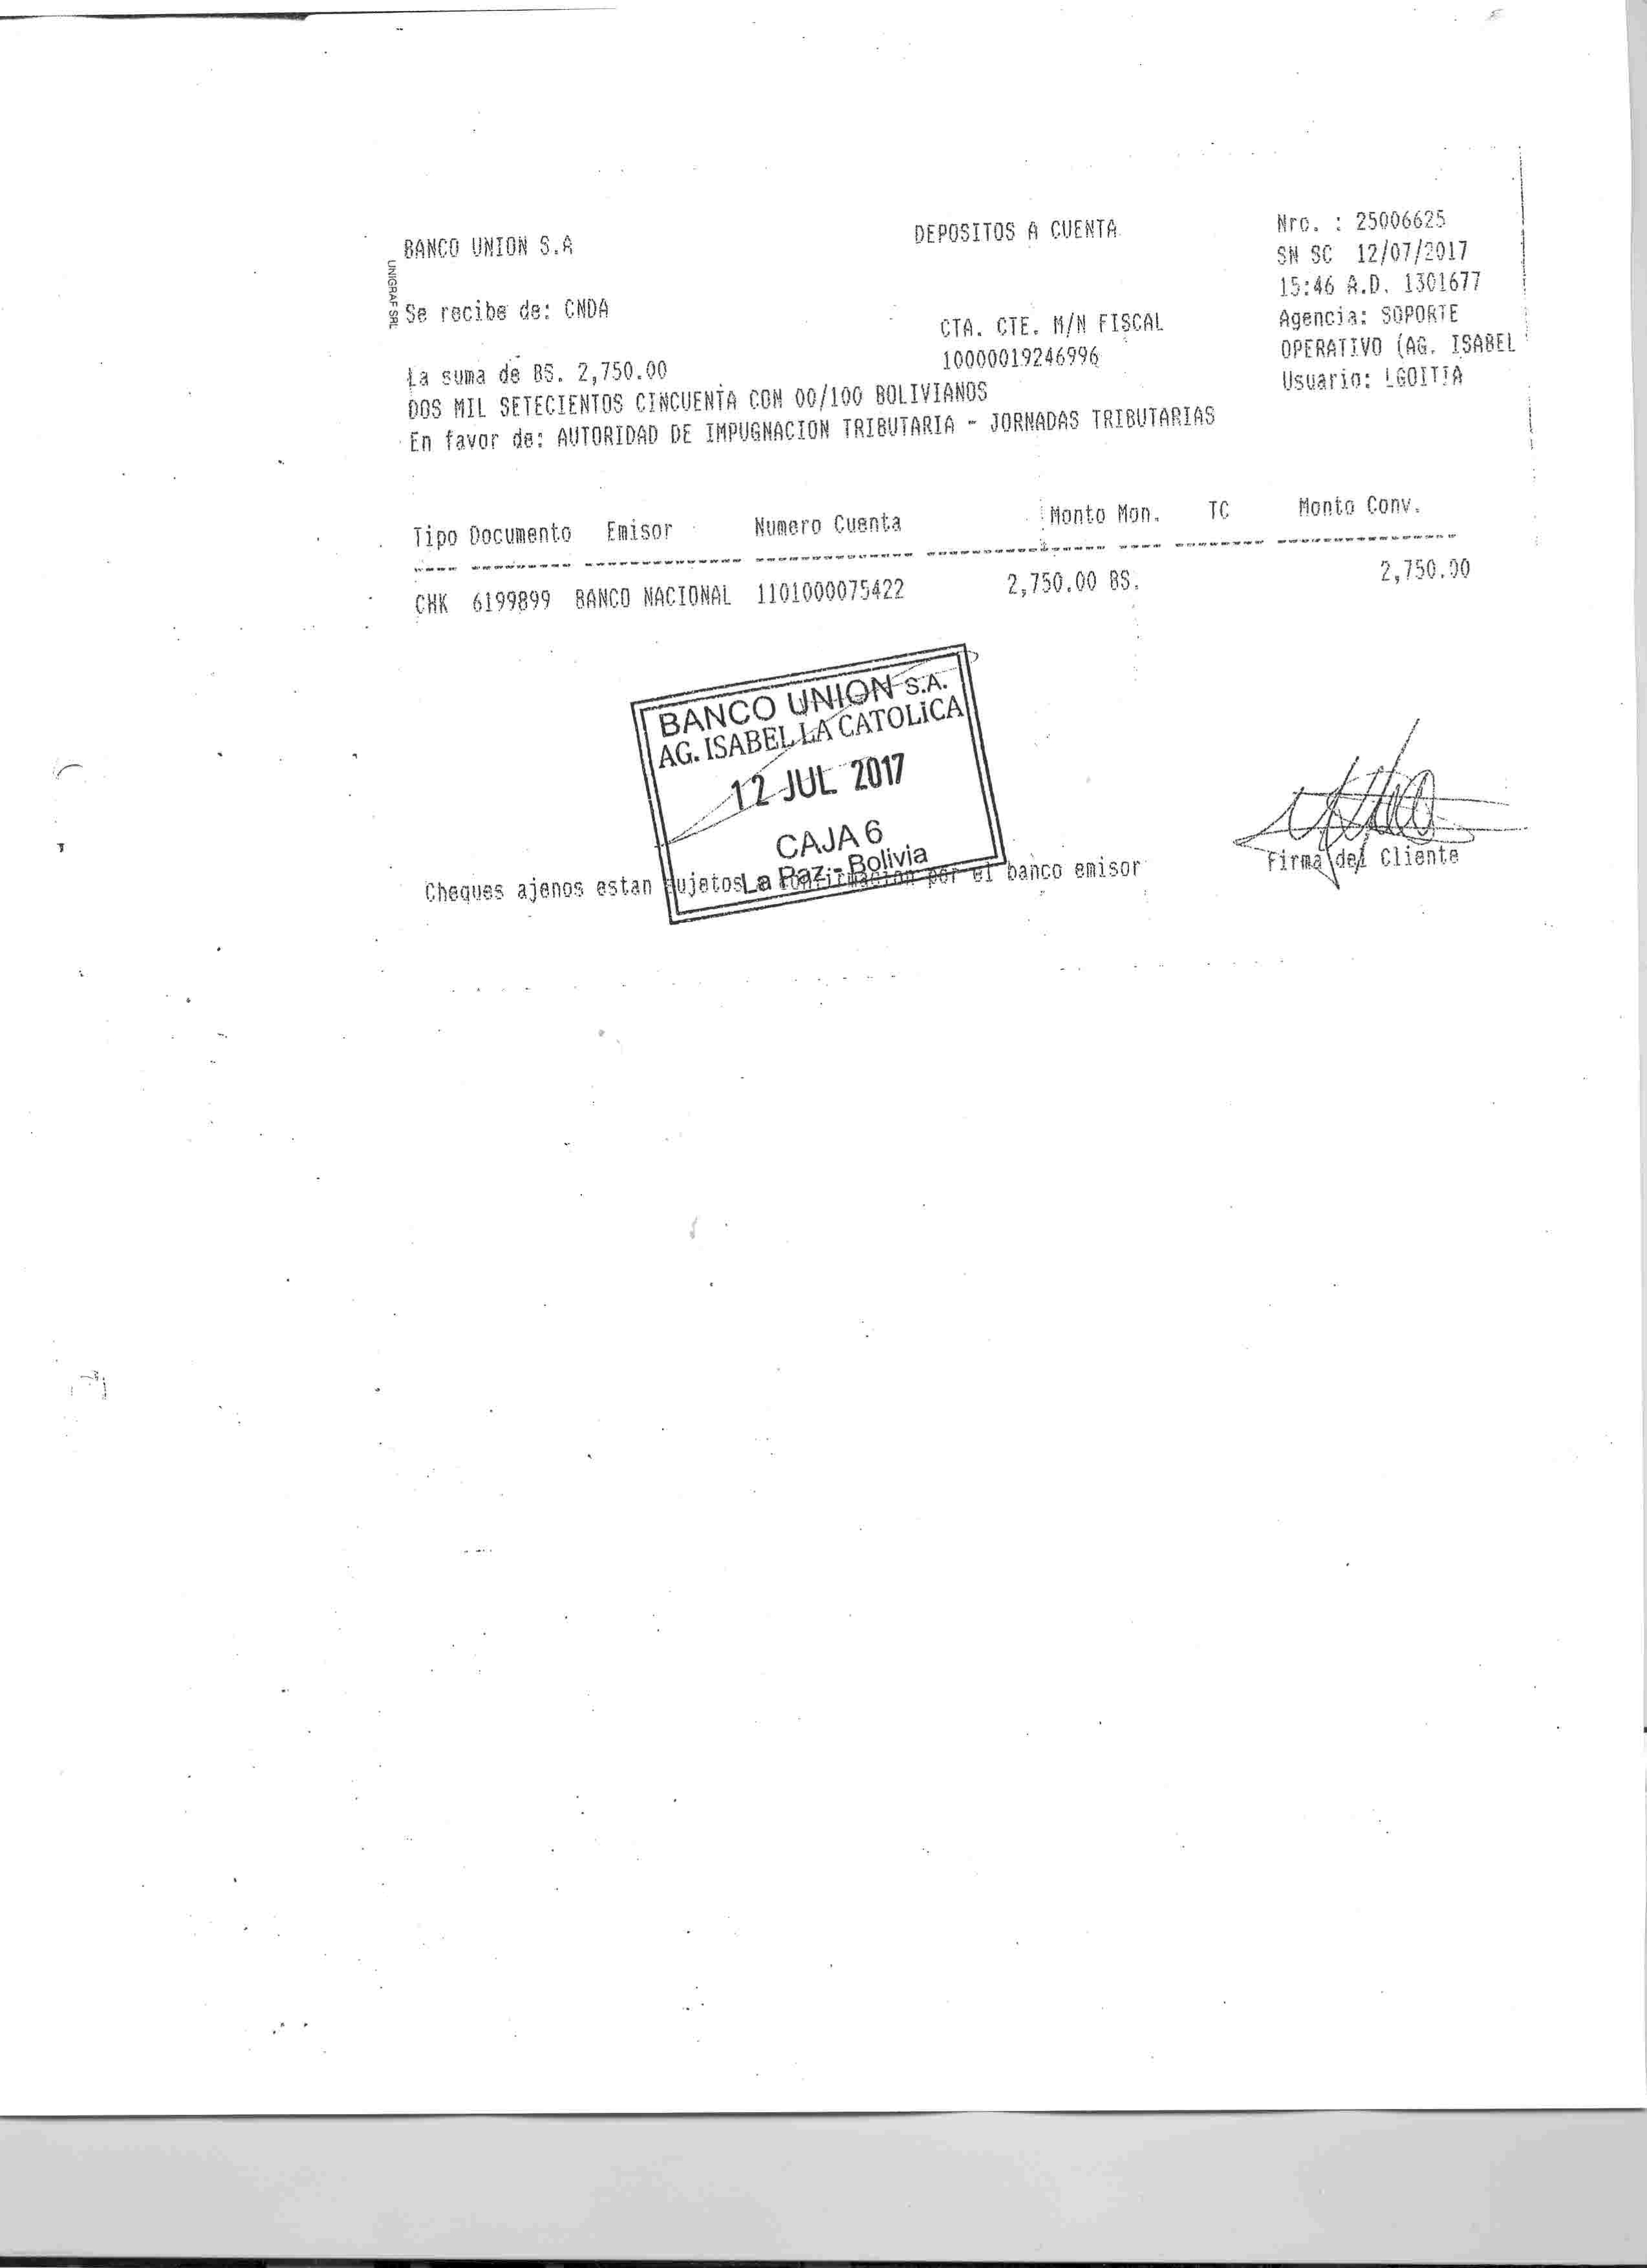 BANCO UNION S.A
DEPOSITOS A CUENTA
Nro. : 25006625
SN SC 12/07/2017
15:46 A.D. 1301677
Agencia: SOPORTE
OPERATIVO (AG. ISABEL
Usuario: LGOITIA
UNIGRAF SRL
Se recibe de: CNDA
CTA. CTE. M/N FISCAL
10000019246996
La suma de BS. 2,750.00
DOS MIL SETECIENTOS CINCUENTA CON 00/100 BOLIVIANOS
En favor de: AUTORIDAD DE IMPUGNACION TRIBUTARIA - JORNADAS TRIBUTARIAS
Tipo Documento Emisor Numero Cuenta Monto Mon. TC Monto Conv.
CHK 6199899 BANCO NACIONAL 1101000075422 2,750.00 BS. 2,750.00
BANCO UNION S.A.
AG. ISABEL LA CATOLICA
12 JUL 2017
CAJA 6
La Paz - Bolivia
Cheques ajenos estan sujetos a confirmacion por el banco emisor
Firma del Cliente